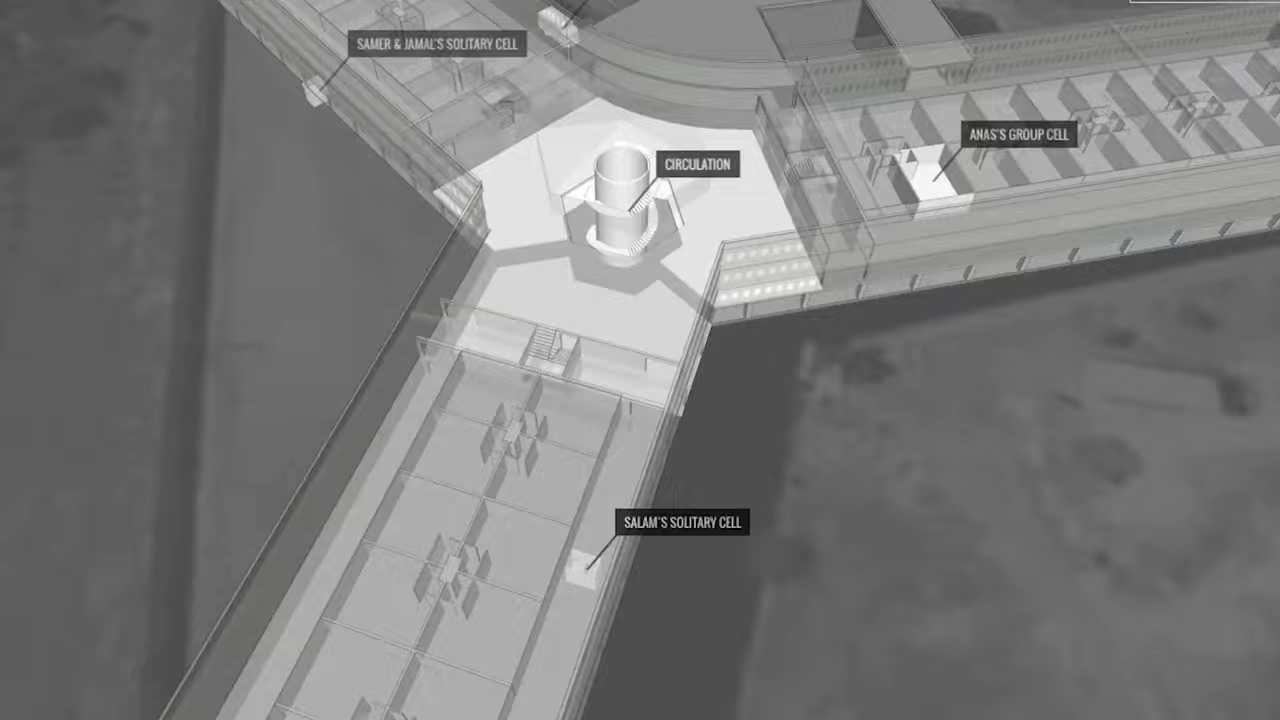 SAMER & JAMAL'S SOLITARY CELL
ANAS'S GROUP CELL
CIRCULATION
SALAM'S SOLITARY CELL